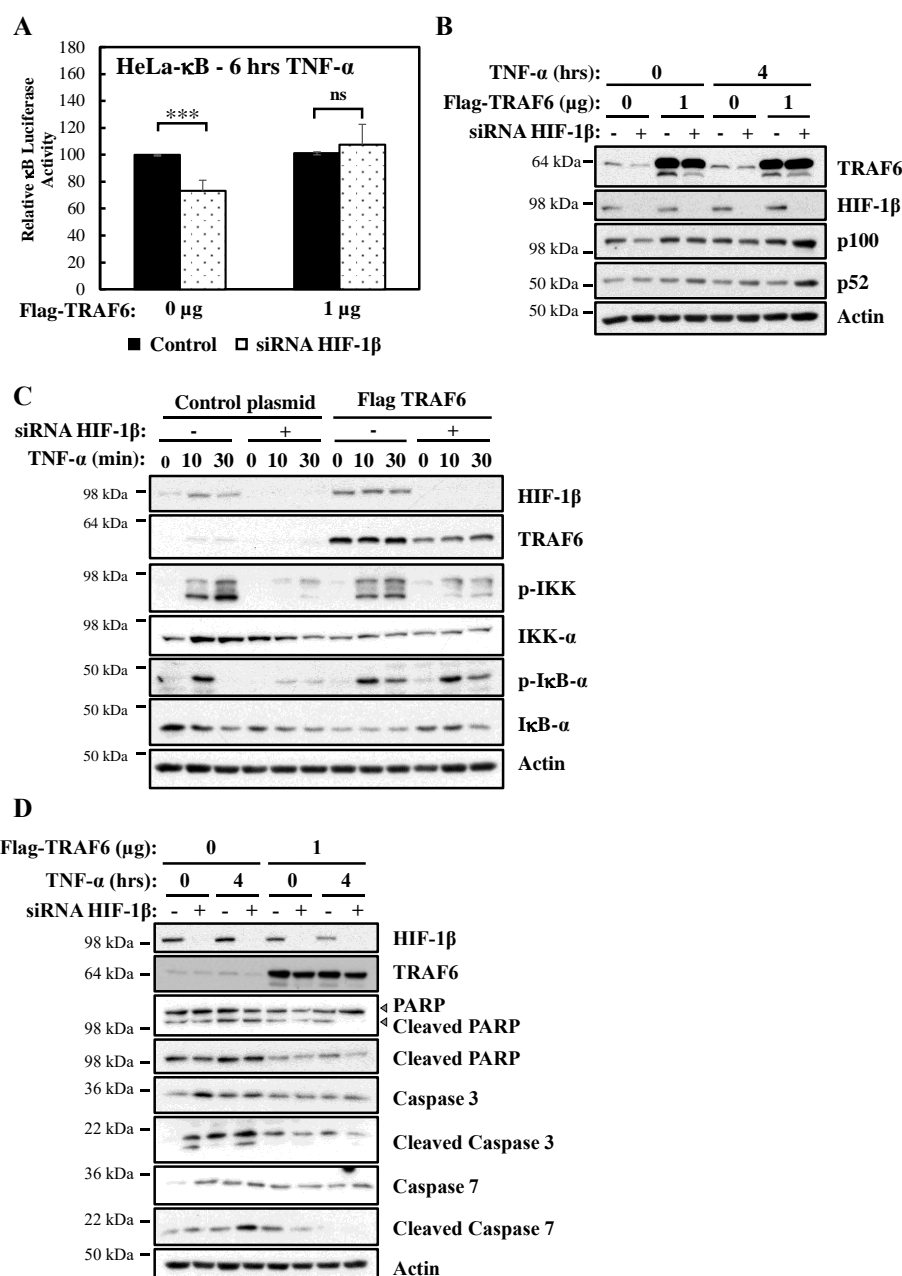 A
HeLa-κB - 6 hrs TNF-α
Relative κB Luciferase Activity
180
160
140
120
100
80
60
40
20
0
***
ns
Flag-TRAF6: 0 µg 1 µg
Control siRNA HIF-1β
B
TNF-α (hrs): 0 4
Flag-TRAF6 (µg): 0 1 0 1
siRNA HIF-1β: - + - + - + - +
64 kDa TRAF6
98 kDa HIF-1β
98 kDa p100
50 kDa p52
50 kDa Actin
C
Control plasmid Flag TRAF6
siRNA HIF-1β: - + - +
TNF-α (min): 0 10 30 0 10 30 0 10 30 0 10 30
98 kDa HIF-1β
64 kDa TRAF6
98 kDa p-IKK
98 kDa IKK-α
50 kDa p-IκB-α
50 kDa IκB-α
50 kDa Actin
D
Flag-TRAF6 (µg): 0 1
TNF-α (hrs): 0 4 0 4
siRNA HIF-1β: - + - + - + - +
98 kDa HIF-1β
64 kDa TRAF6
PARP
98 kDa Cleaved PARP
98 kDa Cleaved PARP
36 kDa Caspase 3
22 kDa Cleaved Caspase 3
36 kDa Caspase 7
22 kDa Cleaved Caspase 7
50 kDa Actin